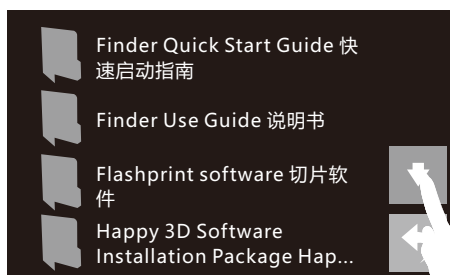 Finder Quick Start Guide 快
速启动指南
Finder Use Guide 说明书
Flashprint software 切片软
件
Happy 3D Software
Installation Package Hap...